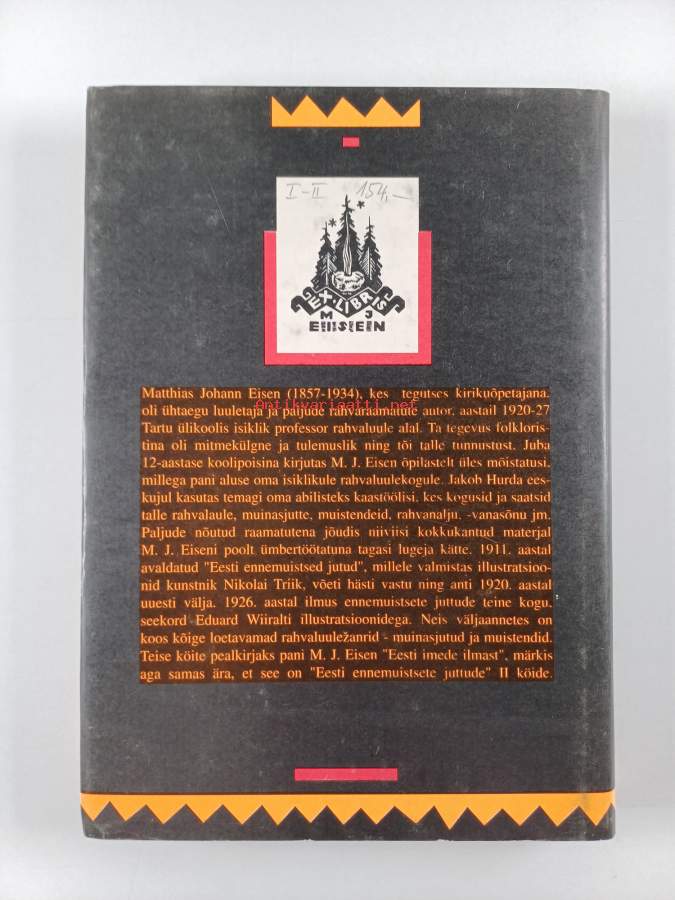 I-II 154,-
EX-LIBRIS
M J
EISEN
Matthias Johann Eisen (1857-1934), kes tegutses kirikuõpetajana,
oli ühtaegu luuletaja ja paljude rahvaraamatute autor, aastail 1920-27
Antikvariaatti.net
Tartu ülikoolis isiklik professor rahvaluule alal. Ta tegevus folkloris-
tina oli mitmekülgne ja tulemuslik ning tõi talle tunnustust. Juba
12-aastase koolipoisina kirjutas M. J. Eisen õpilastelt üles mõistatusi,
millega pani aluse oma isiklikule rahvaluulekogule. Jakob Hurda ees-
kujul kasutas temagi oma abilisteks kaastöölisi, kes kogusid ja saatsid
talle rahvalaule, muinasjutte, muistendeid, rahvanalju, -vanasõnu jm.
Paljude nõutud raamatutena jõudis niiviisi kokkukantud materjal
M. J. Eiseni poolt ümbertöötatuna tagasi lugeja kätte. 1911. aastal
avaldatud "Eesti ennemuistsed jutud", millele valmistas illustratsioo-
nid kunstnik Nikolai Triik, võeti hästi vastu ning anti 1920. aastal
uuesti välja. 1926. aastal ilmus ennemuistsete juttude teine kogu,
seekord Eduard Wiiralti illustratsioonidega. Neis väljaannetes on
koos kõige loetavamad rahvaluuležanrid - muinasjutud ja muistendid.
Teise köite pealkirjaks pani M. J. Eisen "Eesti imede ilmast", märkis
aga samas ära, et see on "Eesti ennemuistsete juttude" II köide.